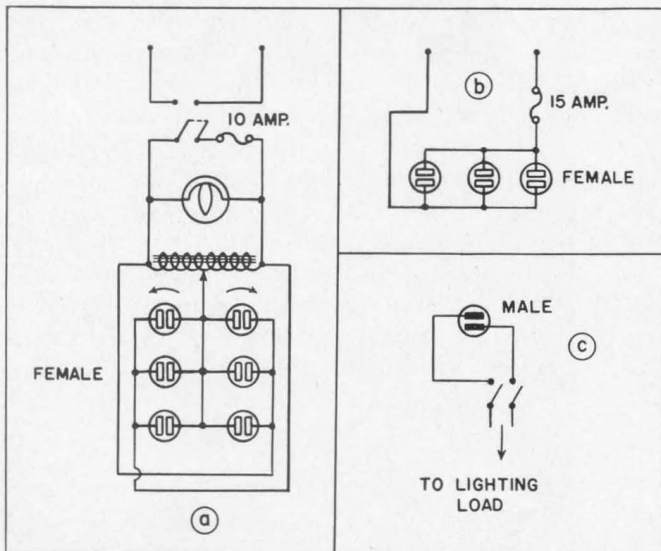 10 AMP.
FEMALE
a
b
15 AMP.
FEMALE
MALE
c
TO LIGHTING
LOAD